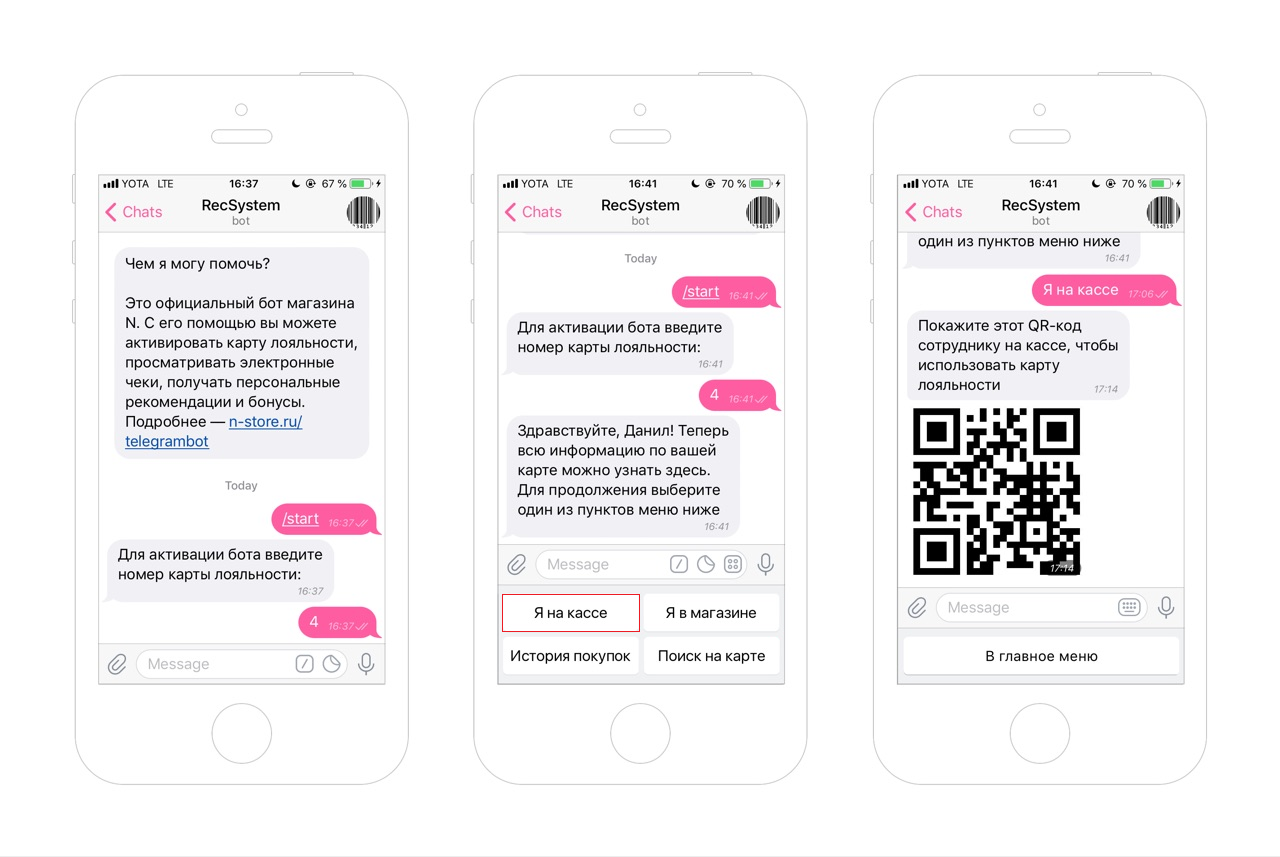 YOTA LTE 16:37 67 %
Chats RecSystem
bot
Чем я могу помочь?
Это официальный бот магазина
N. С его помощью вы можете
активировать карту лояльности,
просматривать электронные
чеки, получать персональные
рекомендации и бонусы.
Подробнее — n-store.ru/
telegrambot
Today
/start 16:37
Для активации бота введите
номер карты лояльности:
16:37
4 16:37
Message
YOTA LTE 16:41 70 %
Chats RecSystem
bot
Today
/start 16:41
Для активации бота введите
номер карты лояльности:
16:41
4 16:41
Здравствуйте, Данил! Теперь
всю информацию по вашей
карте можно узнать здесь.
Для продолжения выберите
один из пунктов меню ниже
16:41
Message
Я на кассе Я в магазине
История покупок Поиск на карте
YOTA LTE 16:41 70 %
Chats RecSystem
bot
один из пунктов меню ниже
16:41
Я на кассе 17:06
Покажите этот QR-код
сотруднику на кассе, чтобы
использовать карту
лояльности 17:14
17:14
Message
В главное меню